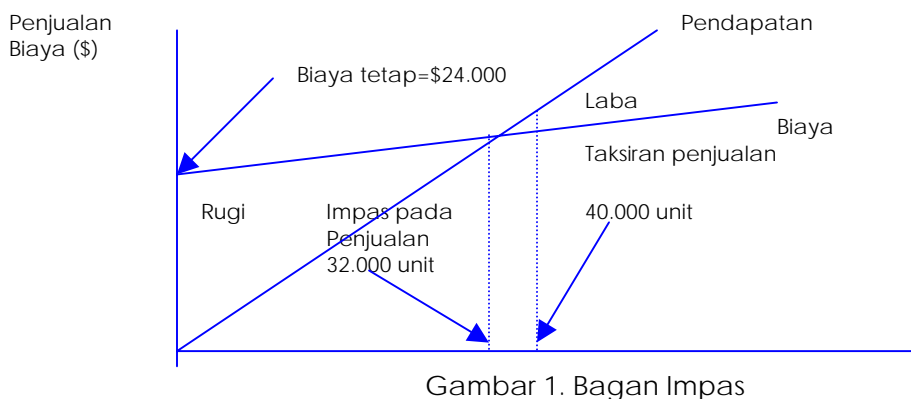 Penjualan
Biaya ($)
Pendapatan
Biaya tetap=$24.000
Laba
Biaya
Taksiran penjualan
Rugi
Impas pada
Penjualan
32.000 unit
40.000 unit
Gambar 1. Bagan Impas